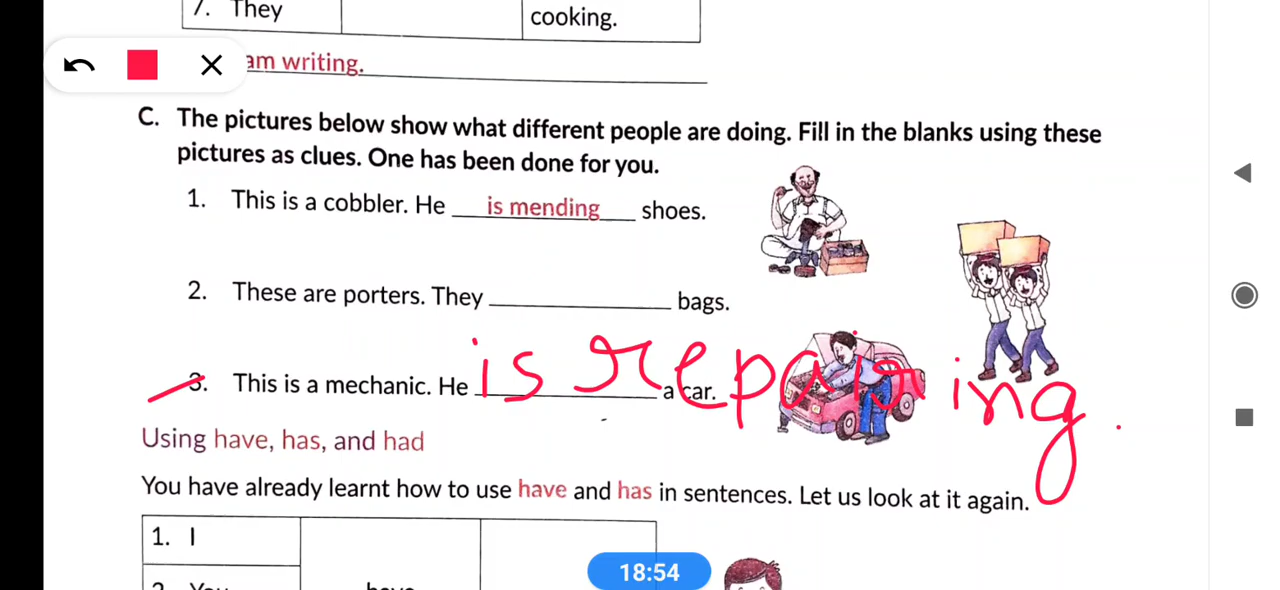 7. They
cooking.
am writing.
C. The pictures below show what different people are doing. Fill in the blanks using these
pictures as clues. One has been done for you.
1. This is a cobbler. He is mending shoes.
2. These are porters. They bags.
3. This is a mechanic. He is repairing. a car.
Using have, has, and had
You have already learnt how to use have and has in sentences. Let us look at it again.
1. I
18:54
2. You
have